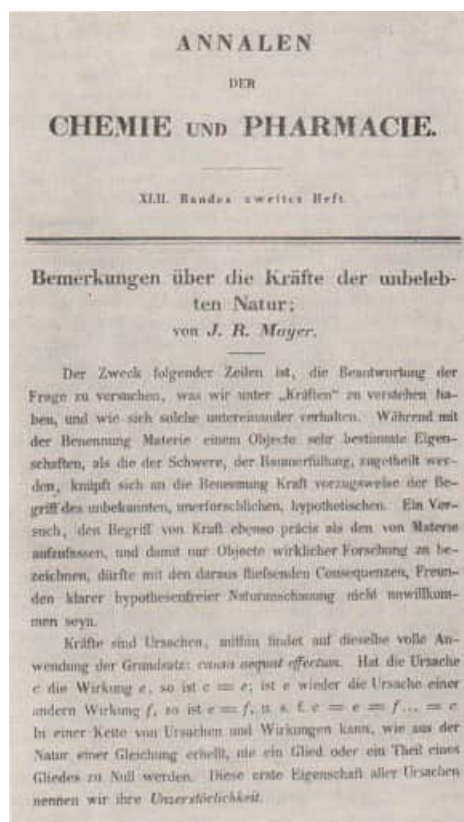 ANNALEN
DER
CHEMIE UND PHARMACIE.
XLII. Bandes zweites Heft.
Bemerkungen über die Kräfte der unbeleb-
ten Natur;
von J. R. Mayer.
Der Zweck folgender Zeilen ist, die Beantwortung der
Frage zu versuchen, was wir unter „Kräften" zu verstehen ha-
ben, und wie sich solche untereinander verhalten. Während mit
der Benennung Materie einem Objecte sehr bestimmte Eigen-
schaften, als die der Schwere, der Raumerfüllung, zugetheilt wer-
den, knüpft sich an die Benennung Kraft vorzugsweise der Be-
griff des unbekannten, unerforschlichen, hypothetischen. Ein Ver-
such, den Begriff von Kraft ebenso präcis als den von Materie
aufzufassen, und damit nur Objecte wirklicher Forschung zu be-
zeichnen, dürfte mit den daraus fliefsenden Consequenzen, Freun-
den klarer hypothesenfreier Naturanschauung nicht unwillkom-
men seyn.
Kräfte sind Ursachen, mithin findet auf dieselbe volle An-
wendung der Grundsatz: causa aequat effectum. Hat die Ursache
c die Wirkung e, so ist c = e; ist e wieder die Ursache einer
andern Wirkung f, so ist e = f, u. s. f. c = e = f ... = c.
In einer Kette von Ursachen und Wirkungen kann, wie aus der
Natur einer Gleichung erhellt, nie ein Glied oder ein Theil eines
Gliedes zu Null werden. Diese erste Eigenschaft aller Ursachen
nennen wir ihre Unzerstörlichkeit.